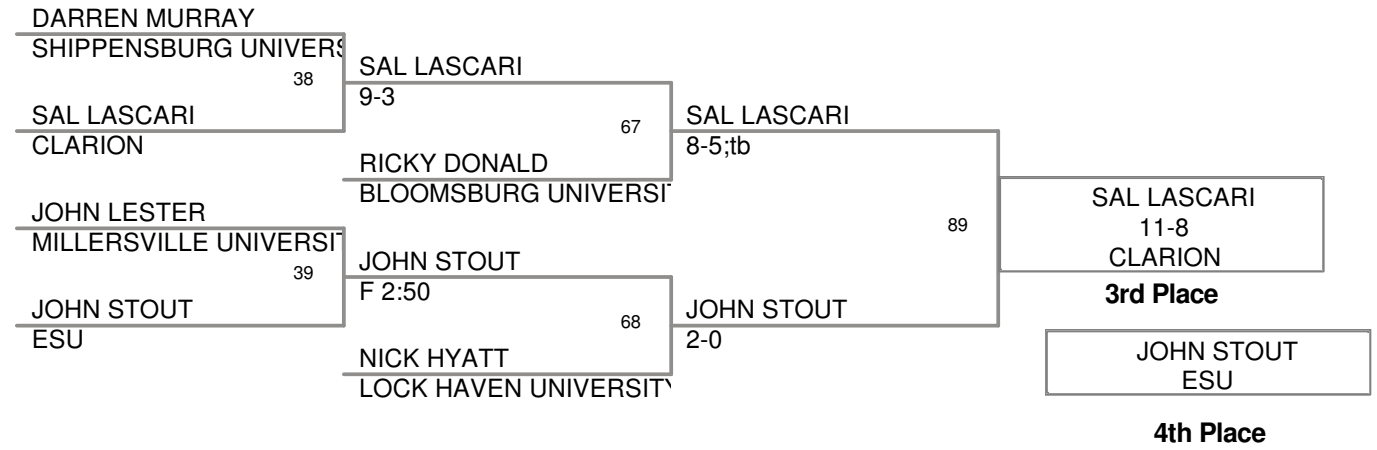 DARREN MURRAY
SHIPPENSBURG UNIVERS
38
SAL LASCARI
9-3
SAL LASCARI
CLARION
67
SAL LASCARI
8-5;tb
RICKY DONALD
BLOOMSBURG UNIVERSIT
JOHN LESTER
MILLERSVILLE UNIVERSIT
39
JOHN STOUT
F 2:50
JOHN STOUT
ESU
68
JOHN STOUT
2-0
NICK HYATT
LOCK HAVEN UNIVERSITY
89
SAL LASCARI
11-8
CLARION
3rd Place
JOHN STOUT
ESU
4th Place